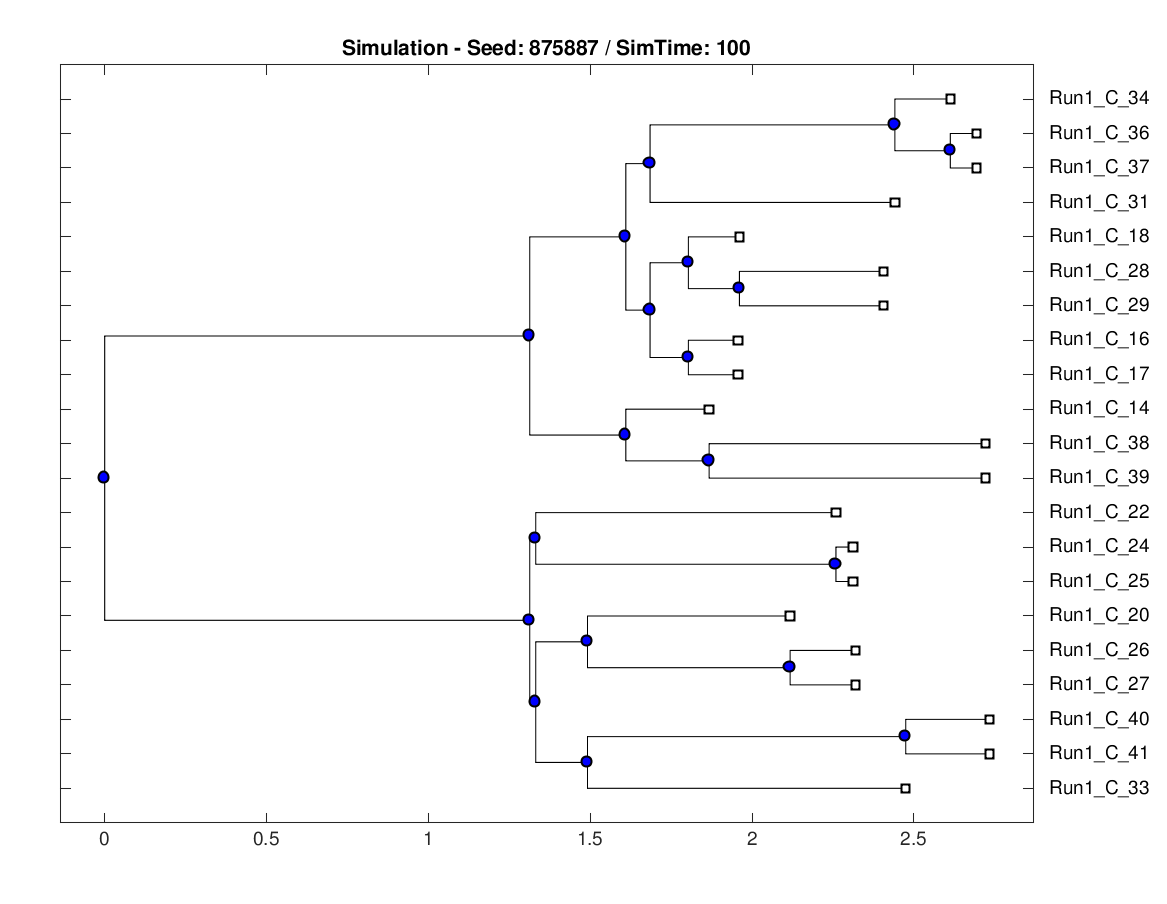 Simulation - Seed: 875887 / SimTime: 100
Run1_C_34
Run1_C_36
Run1_C_37
Run1_C_31
Run1_C_18
Run1_C_28
Run1_C_29
Run1_C_16
Run1_C_17
Run1_C_14
Run1_C_38
Run1_C_39
Run1_C_22
Run1_C_24
Run1_C_25
Run1_C_20
Run1_C_26
Run1_C_27
Run1_C_40
Run1_C_41
Run1_C_33
0 0.5 1 1.5 2 2.5